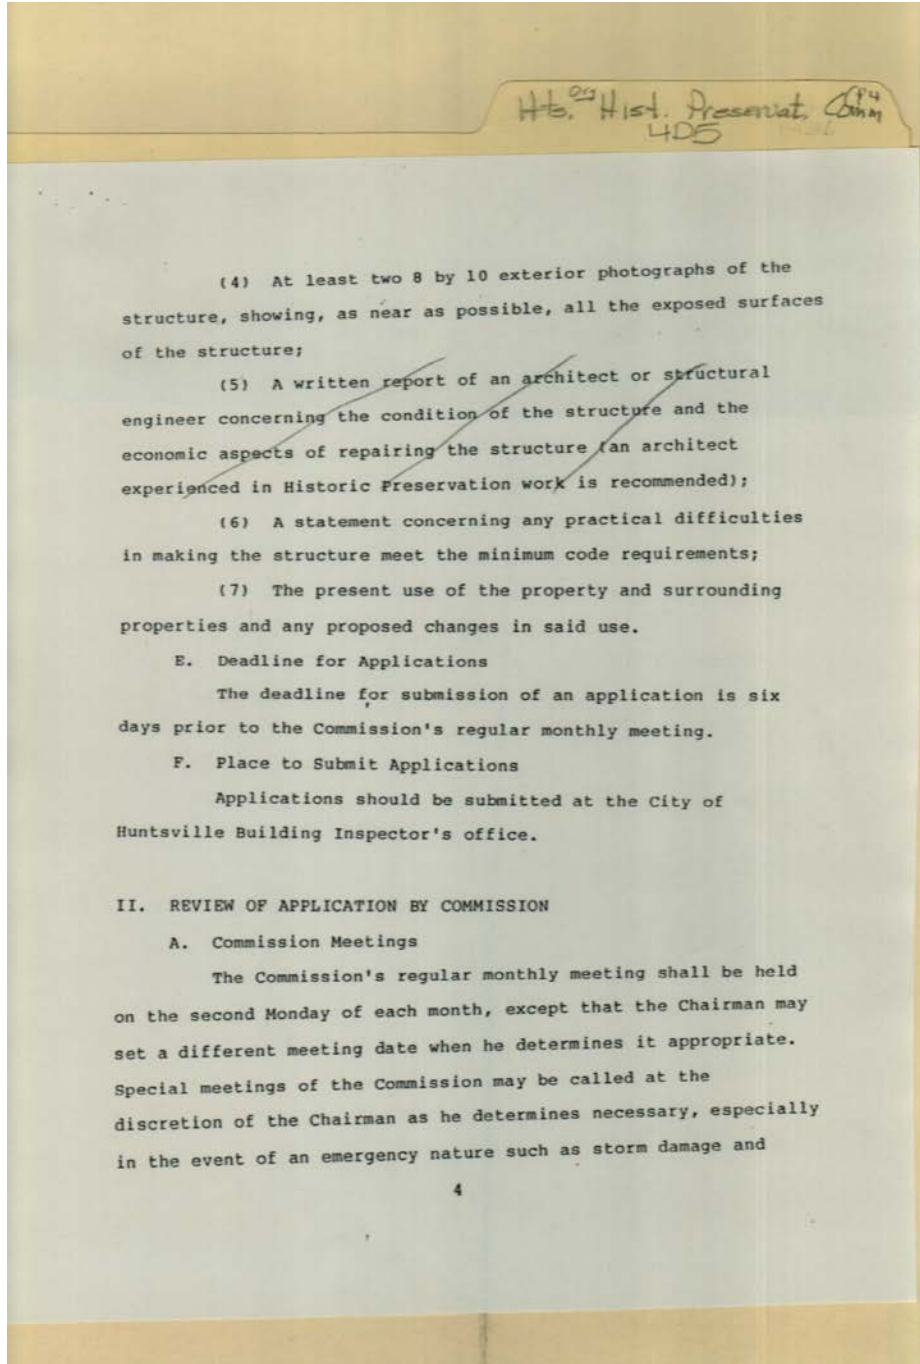 Hts. Org Hist. Preservat. Comm P4
4D5
(4) At least two 8 by 10 exterior photographs of the
structure, showing, as near as possible, all the exposed surfaces
of the structure;
(5) A written report of an architect or structural
engineer concerning the condition of the structure and the
economic aspects of repairing the structure (an architect
experienced in Historic Preservation work is recommended);
(6) A statement concerning any practical difficulties
in making the structure meet the minimum code requirements;
(7) The present use of the property and surrounding
properties and any proposed changes in said use.
E. Deadline for Applications
The deadline for submission of an application is six
days prior to the Commission's regular monthly meeting.
F. Place to Submit Applications
Applications should be submitted at the City of
Huntsville Building Inspector's office.
II. REVIEW OF APPLICATION BY COMMISSION
A. Commission Meetings
The Commission's regular monthly meeting shall be held
on the second Monday of each month, except that the Chairman may
set a different meeting date when he determines it appropriate.
Special meetings of the Commission may be called at the
discretion of the Chairman as he determines necessary, especially
in the event of an emergency nature such as storm damage and
4